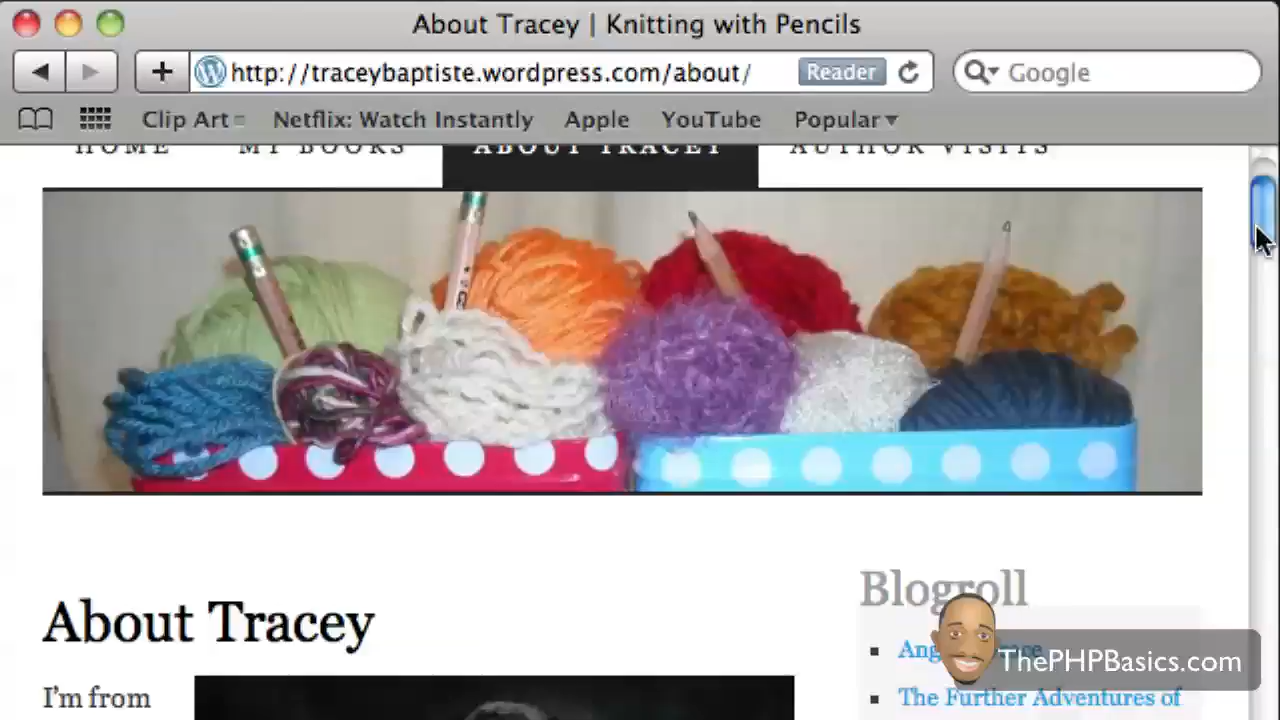 About Tracey | Knitting with Pencils
http://traceybaptiste.wordpress.com/about/
Reader
Google
Clip Art
Netflix: Watch Instantly
Apple
YouTube
Popular
HOME
MY BOOKS
ABOUT TRACEY
AUTHOR VISITS
About Tracey
I'm from
Blogroll
ThePHPBasics.com
The Further Adventures of